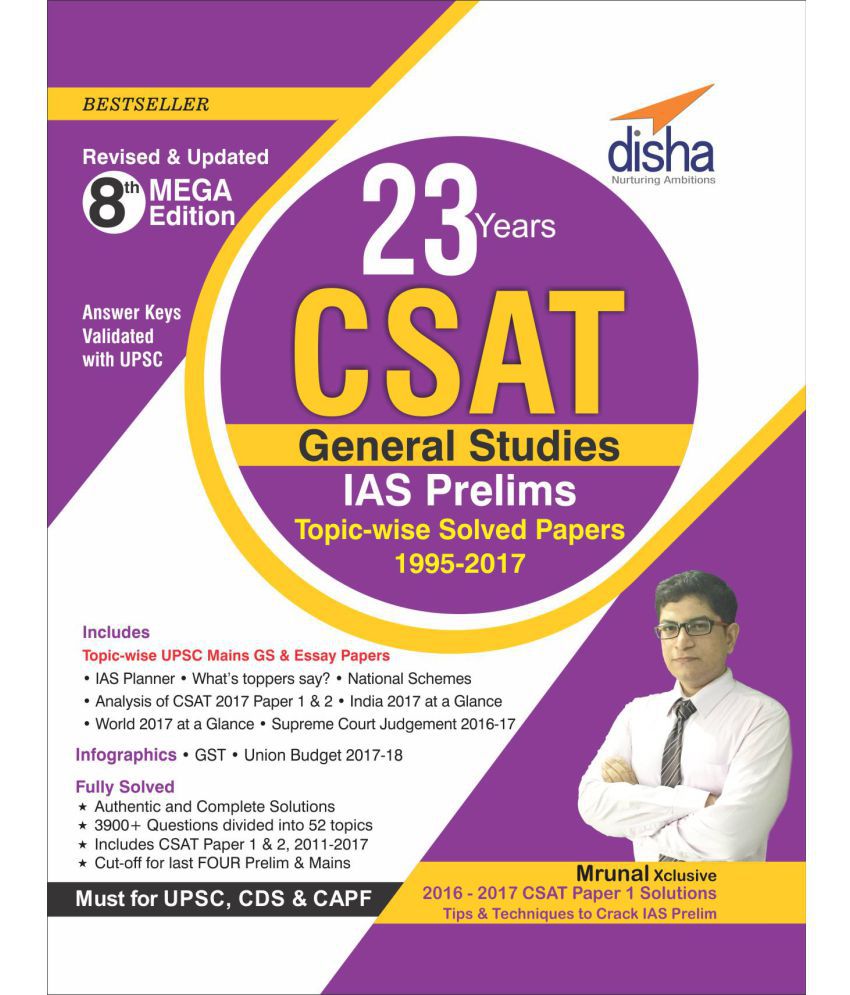 BESTSELLER
Revised & Updated
8th MEGA
Edition
disha
Nurturing Ambitions
Answer Keys
Validated
with UPSC
23 Years
CSAT
General Studies
IAS Prelims
Topic-wise Solved Papers
1995-2017
Includes
Topic-wise UPSC Mains GS & Essay Papers
• IAS Planner • What's toppers say? • National Schemes
• Analysis of CSAT 2017 Paper 1 & 2 • India 2017 at a Glance
• World 2017 at a Glance • Supreme Court Judgement 2016-17
Infographics • GST • Union Budget 2017-18
Fully Solved
★ Authentic and Complete Solutions
★ 3900+ Questions divided into 52 topics
★ Includes CSAT Paper 1 & 2, 2011-2017
★ Cut-off for last FOUR Prelim & Mains
Must for UPSC, CDS & CAPF
Mrunal Xclusive
2016 - 2017 CSAT Paper 1 Solutions
Tips & Techniques to Crack IAS Prelim